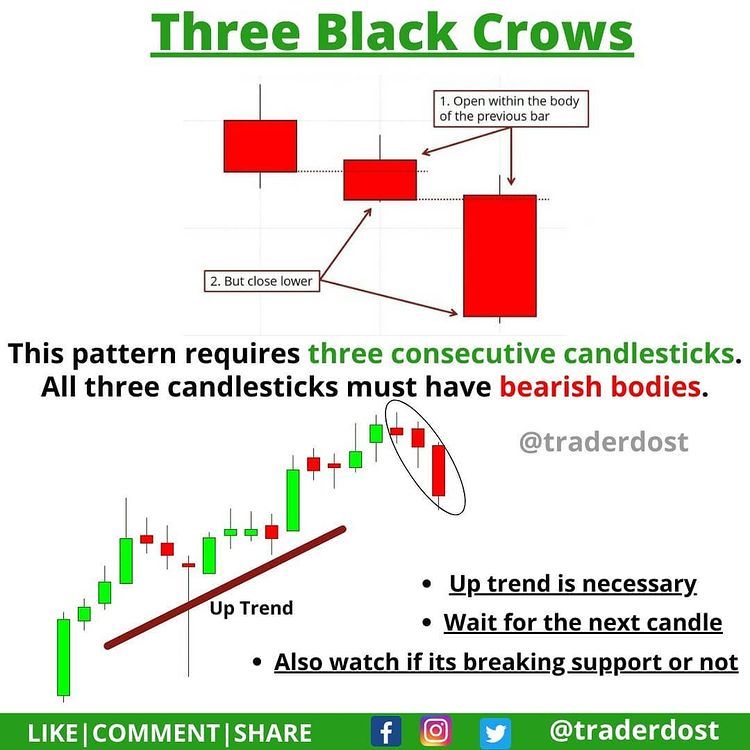 Three Black Crows
1. Open within the body
of the previous bar
2. But close lower
This pattern requires three consecutive candlesticks.
All three candlesticks must have bearish bodies.
@traderdost
Up Trend
• Up trend is necessary
• Wait for the next candle
• Also watch if its breaking support or not
LIKE|COMMENT|SHARE
@traderdost